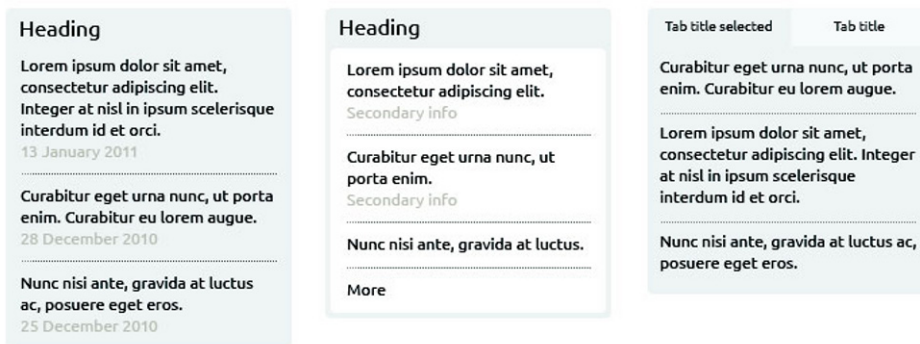 Heading
Lorem ipsum dolor sit amet,
consectetur adipiscing elit.
Integer at nisl in ipsum scelerisque
interdum id et orci.
13 January 2011
Curabitur eget urna nunc, ut porta
enim. Curabitur eu lorem augue.
28 December 2010
Nunc nisi ante, gravida at luctus
ac, posuere eget eros.
25 December 2010
Heading
Lorem ipsum dolor sit amet,
consectetur adipiscing elit.
Secondary info
Curabitur eget urna nunc, ut
porta enim.
Secondary info
Nunc nisi ante, gravida at luctus.
More
Tab title selected
Tab title
Curabitur eget urna nunc, ut porta
enim. Curabitur eu lorem augue.
Lorem ipsum dolor sit amet,
consectetur adipiscing elit. Integer
at nisl in ipsum scelerisque
interdum id et orci.
Nunc nisi ante, gravida at luctus ac,
posuere eget eros.